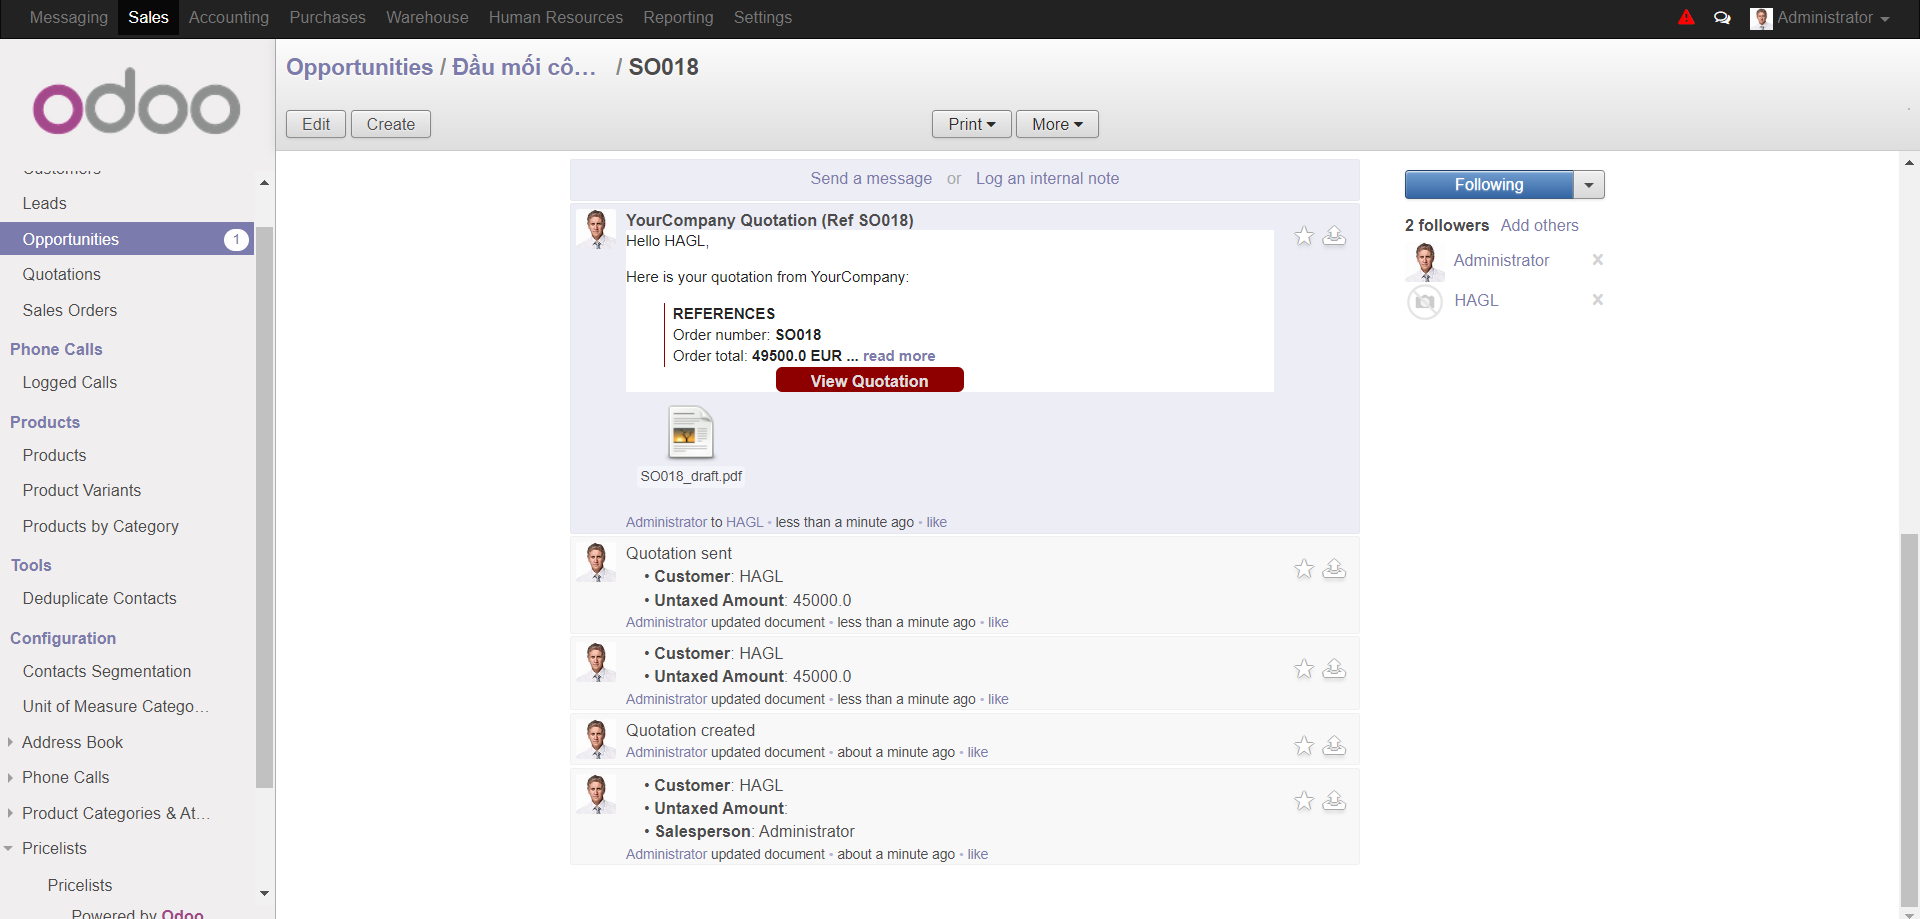 Messaging Sales Accounting Purchases Warehouse Human Resources Reporting Settings Administrator
odoo
Customers
Leads
Opportunities 1
Quotations
Sales Orders
Phone Calls
Logged Calls
Products
Products
Product Variants
Products by Category
Tools
Deduplicate Contacts
Configuration
Contacts Segmentation
Unit of Measure Catego...
Address Book
Phone Calls
Product Categories & At...
Pricelists
Pricelists
Powered by Odoo
Opportunities / Đầu mối cô... / SO018
Edit Create Print More
Send a message or Log an internal note
YourCompany Quotation (Ref SO018)
Hello HAGL,
Here is your quotation from YourCompany:
REFERENCES
Order number: SO018
Order total: 49500.0 EUR ... read more
View Quotation
SO018_draft.pdf
Administrator to HAGL • less than a minute ago • like
Quotation sent
• Customer: HAGL
• Untaxed Amount: 45000.0
Administrator updated document • less than a minute ago • like
• Customer: HAGL
• Untaxed Amount: 45000.0
Administrator updated document • less than a minute ago • like
Quotation created
Administrator updated document • about a minute ago • like
• Customer: HAGL
• Untaxed Amount:
• Salesperson: Administrator
Administrator updated document • about a minute ago • like
Following
2 followers Add others
Administrator
HAGL